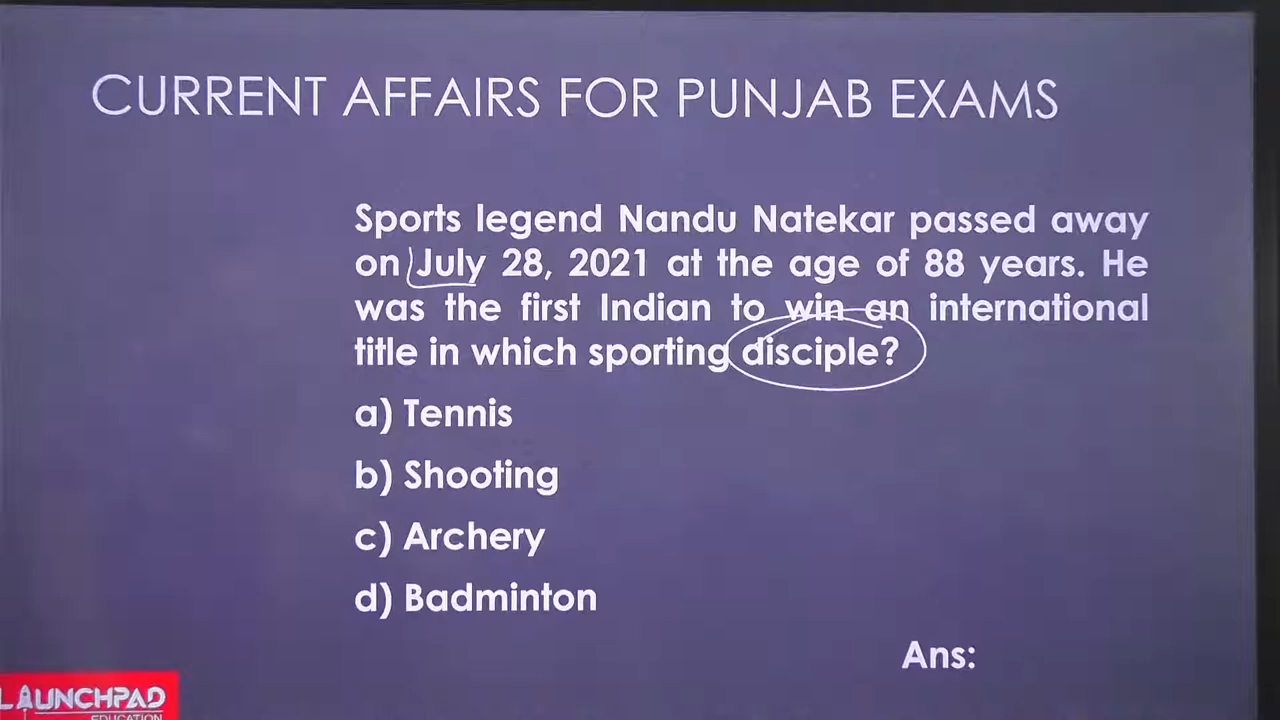 CURRENT AFFAIRS FOR PUNJAB EXAMS
Sports legend Nandu Natekar passed away
on July 28, 2021 at the age of 88 years. He
was the first Indian to win an international
title in which sporting disciple?
a) Tennis
b) Shooting
c) Archery
d) Badminton
Ans:
LAUNCHPAD
EDUCATION